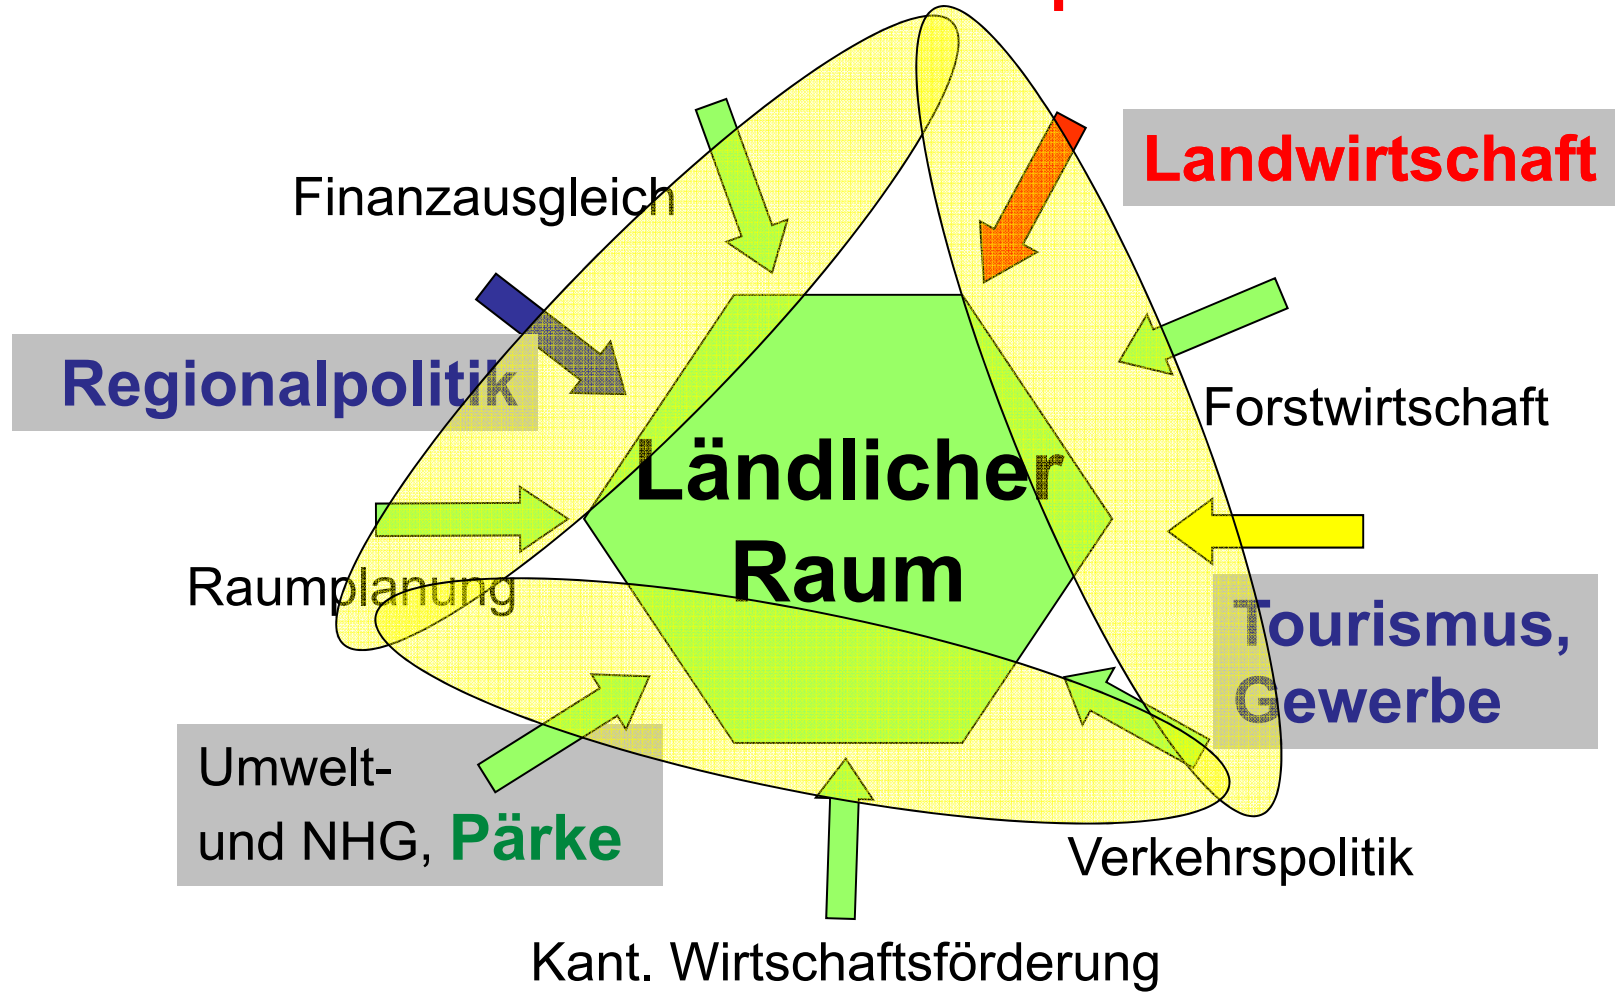 Landwirtschaft
Finanzausgleich
Regionalpolitik
Forstwirtschaft
Ländlicher
Raum
Raumplanung
Tourismus,
Gewerbe
Umwelt-
und NHG, Pärke
Verkehrspolitik
Kant. Wirtschaftsförderung